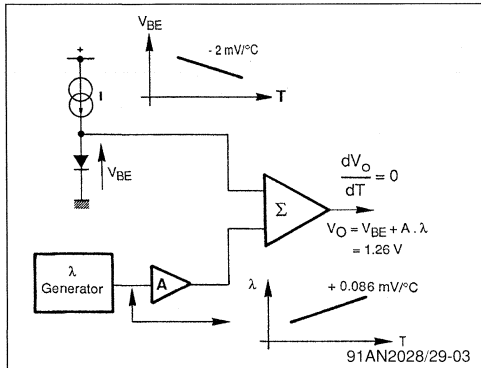 V_BE
- 2 mV/°C
+
I
T
V_BE
dV_O
dT
= 0
Σ
V_O = V_BE + A . λ
= 1.26 V
λ
Generator
A
λ
+ 0.086 mV/°C
T
91AN2028/29-03